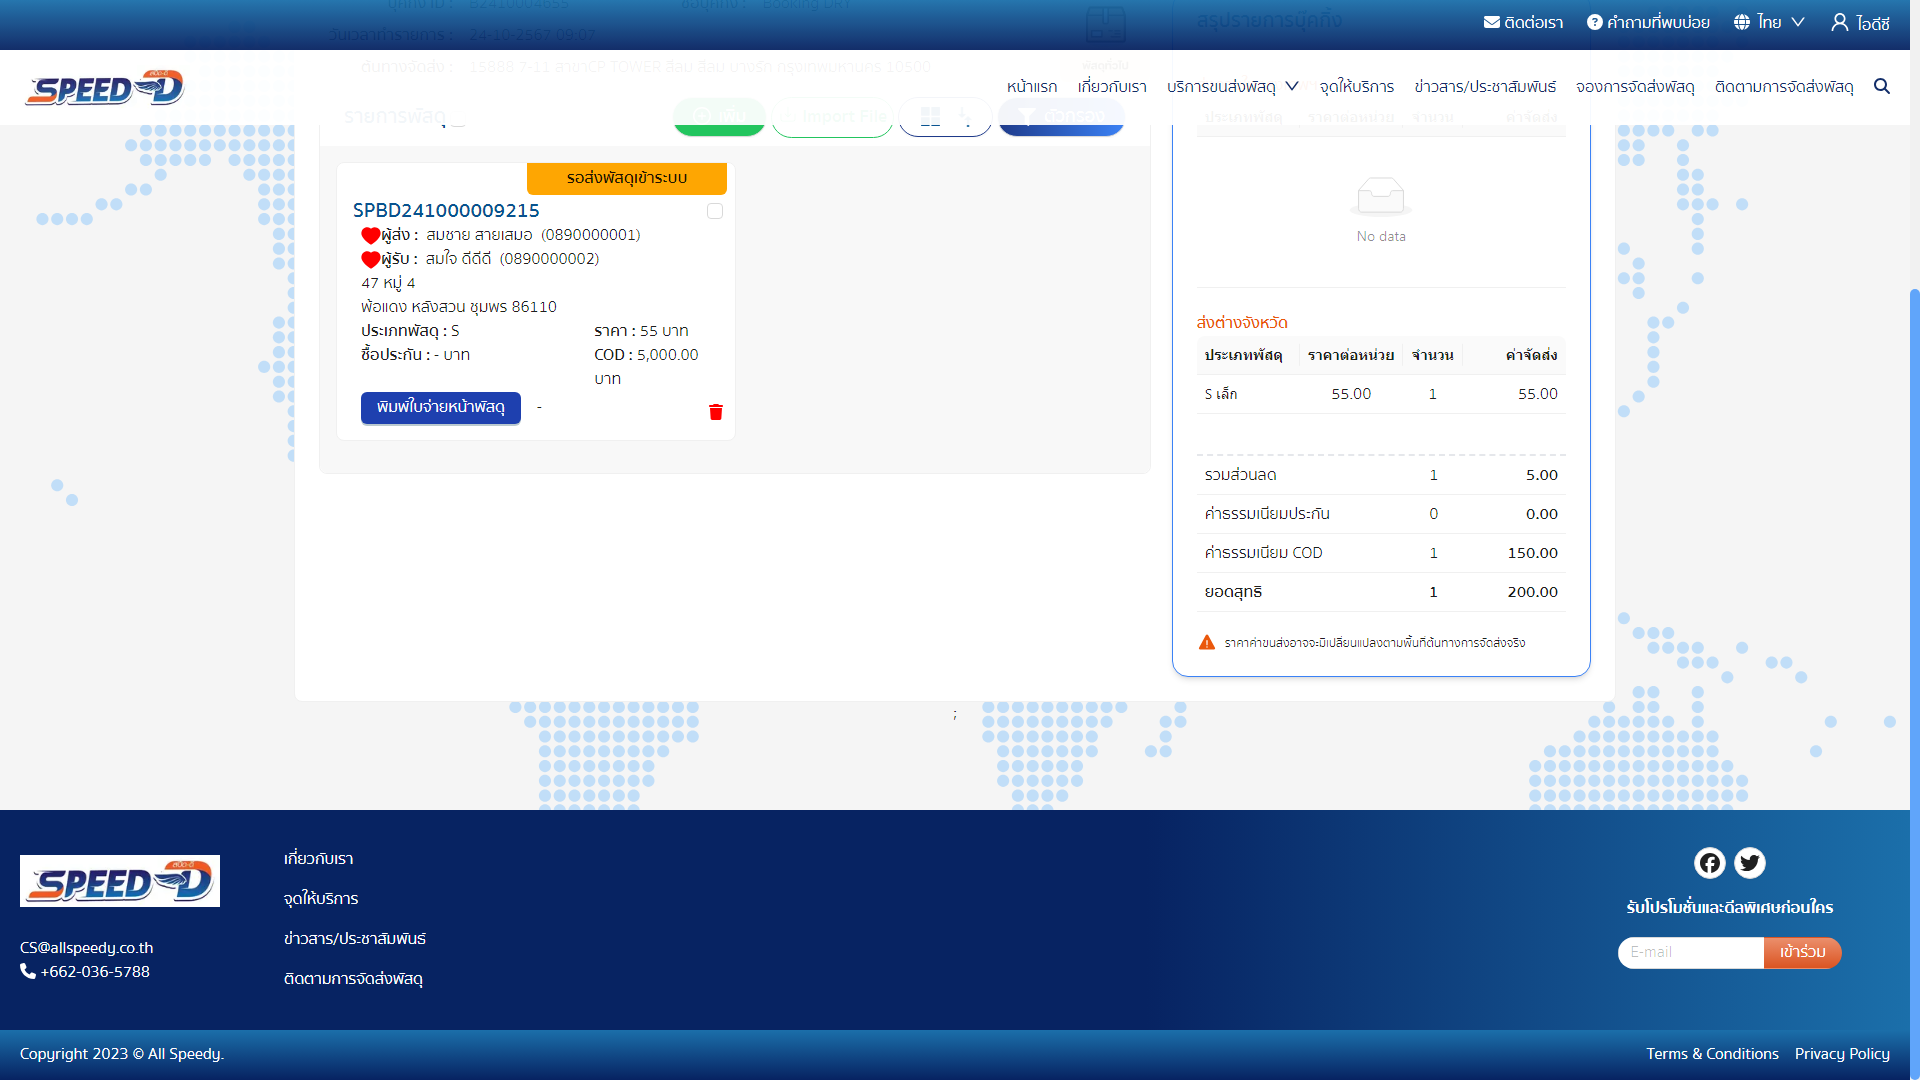 ติดต่อเรา คำถามที่พบบ่อย ไทย ไอดีซี
SPEED-D
หน้าแรก เกี่ยวกับเรา บริการขนส่งพัสดุ จุดให้บริการ ข่าวสาร/ประชาสัมพันธ์ จองการจัดส่งพัสดุ ติดตามการจัดส่งพัสดุ
รายการพัสดุ Import File
รอส่งพัสดุเข้าระบบ
SPBD241000009215
ผู้ส่ง : สมชาย สายเสมอ (0890000001)
ผู้รับ : สมใจ ดีดีดี (0890000002)
47 หมู่ 4
พ้อแดง หลังสวน ชุมพร 86110
ประเภทพัสดุ : S ราคา : 55 บาท
ซื้อประกัน : - บาท COD : 5,000.00 บาท
พิมพ์ใบจ่ายหน้าพัสดุ -
สรุปรายการบุ๊คกิ้ง
ประเภทพัสดุ ราคาต่อหน่วย จำนวน ค่าจัดส่ง
No data
ส่งต่างจังหวัด
ประเภทพัสดุ ราคาต่อหน่วย จำนวน ค่าจัดส่ง
S เล็ก 55.00 1 55.00
รวมส่วนลด 1 5.00
ค่าธรรมเนียมประกัน 0 0.00
ค่าธรรมเนียม COD 1 150.00
ยอดสุทธิ 1 200.00
ราคาค่าขนส่งอาจจะมีเปลี่ยนแปลงตามพื้นที่ต้นทางการจัดส่งจริง
;
SPEED-D
CS@allspeedy.co.th
+662-036-5788
เกี่ยวกับเรา
จุดให้บริการ
ข่าวสาร/ประชาสัมพันธ์
ติดตามการจัดส่งพัสดุ
รับโปรโมชั่นและดีลพิเศษก่อนใคร
E-mail เข้าร่วม
Copyright 2023 © All Speedy.
Terms & Conditions Privacy Policy